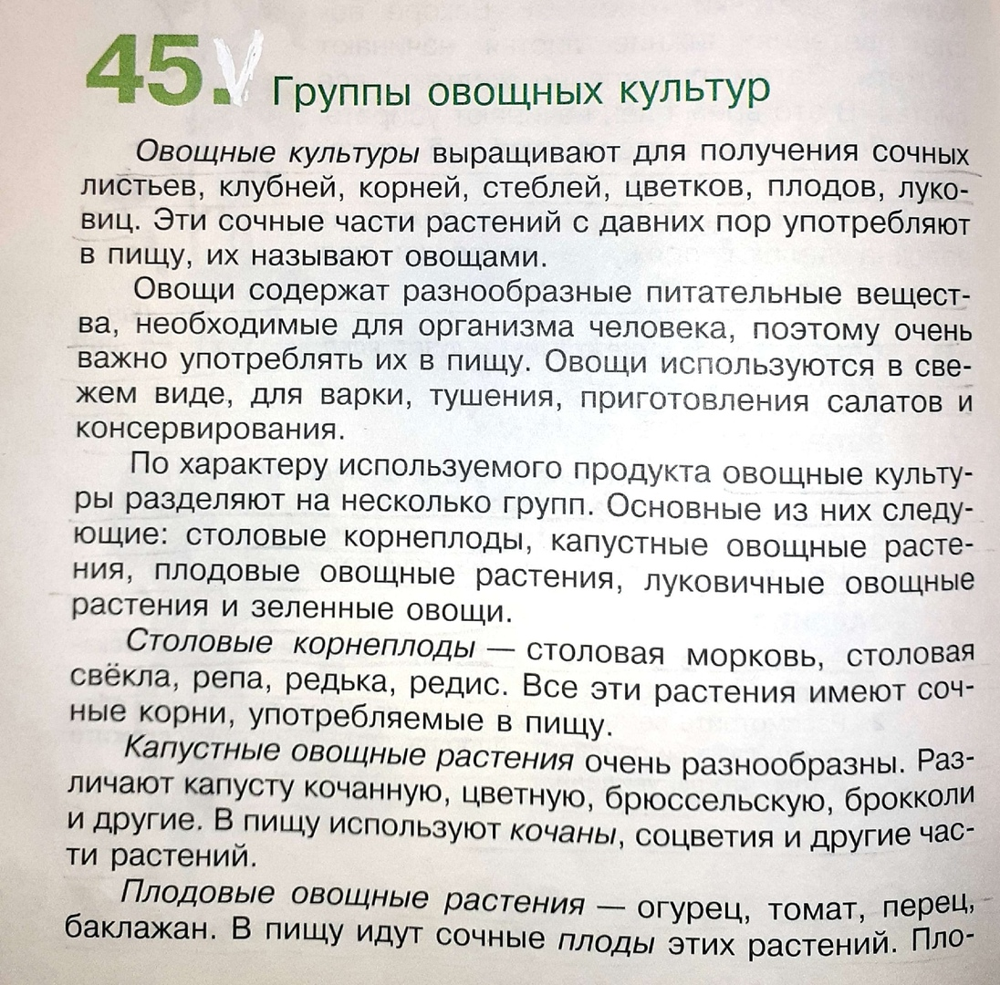 45. Группы овощных культур
Овощные культуры выращивают для получения сочных
листьев, клубней, корней, стеблей, цветков, плодов, луко-
виц. Эти сочные части растений с давних пор употребляют
в пищу, их называют овощами.
Овощи содержат разнообразные питательные вещест-
ва, необходимые для организма человека, поэтому очень
важно употреблять их в пищу. Овощи используются в све-
жем виде, для варки, тушения, приготовления салатов и
консервирования.
По характеру используемого продукта овощные культу-
ры разделяют на несколько групп. Основные из них следу-
ющие: столовые корнеплоды, капустные овощные расте-
ния, плодовые овощные растения, луковичные овощные
растения и зеленные овощи.
Столовые корнеплоды — столовая морковь, столовая
свёкла, репа, редька, редис. Все эти растения имеют соч-
ные корни, употребляемые в пищу.
Капустные овощные растения очень разнообразны. Раз-
личают капусту кочанную, цветную, брюссельскую, брокколи
и другие. В пищу используют кочаны, соцветия и другие час-
ти растений.
Плодовые овощные растения — огурец, томат, перец,
баклажан. В пищу идут сочные плоды этих растений. Пло-